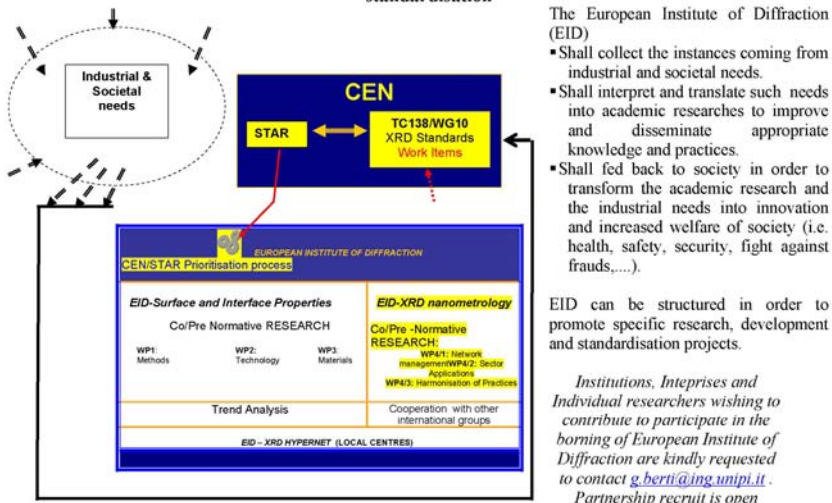 standardisation
Industrial &
Societal
needs
CEN
STAR
TC138/WG10
XRD Standards
Work Items
EUROPEAN INSTITUTE OF DIFFRACTION
CEN/STAR Prioritisation process
EID-Surface and Interface Properties
Co/Pre Normative RESEARCH
WP1:
Methods
WP2:
Technology
WP3:
Materials
EID-XRD nanometrology
Co/Pre -Normative
RESEARCH:
WP4/1: Network
managementWP4/2: Sector
Applications
WP4/3: Harmonisation of Practices
Trend Analysis
Cooperation with other
international groups
EID – XRD HYPERNET (LOCAL CENTRES)
The European Institute of Diffraction
(EID)
▪Shall collect the instances coming from
industrial and societal needs.
▪Shall interpret and translate such needs
into academic researches to improve
and disseminate appropriate
knowledge and practices.
▪Shall fed back to society in order to
transform the academic research and
the industrial needs into innovation
and increased welfare of society (i.e.
health, safety, security, fight against
frauds,....).
EID can be structured in order to
promote specific research, development
and standardisation projects.
Institutions, Inteprises and
Individual researchers wishing to
contribute to participate in the
borning of European Institute of
Diffraction are kindly requested
to contact g.berti@ing.unipi.it .
Partnership recruit is open